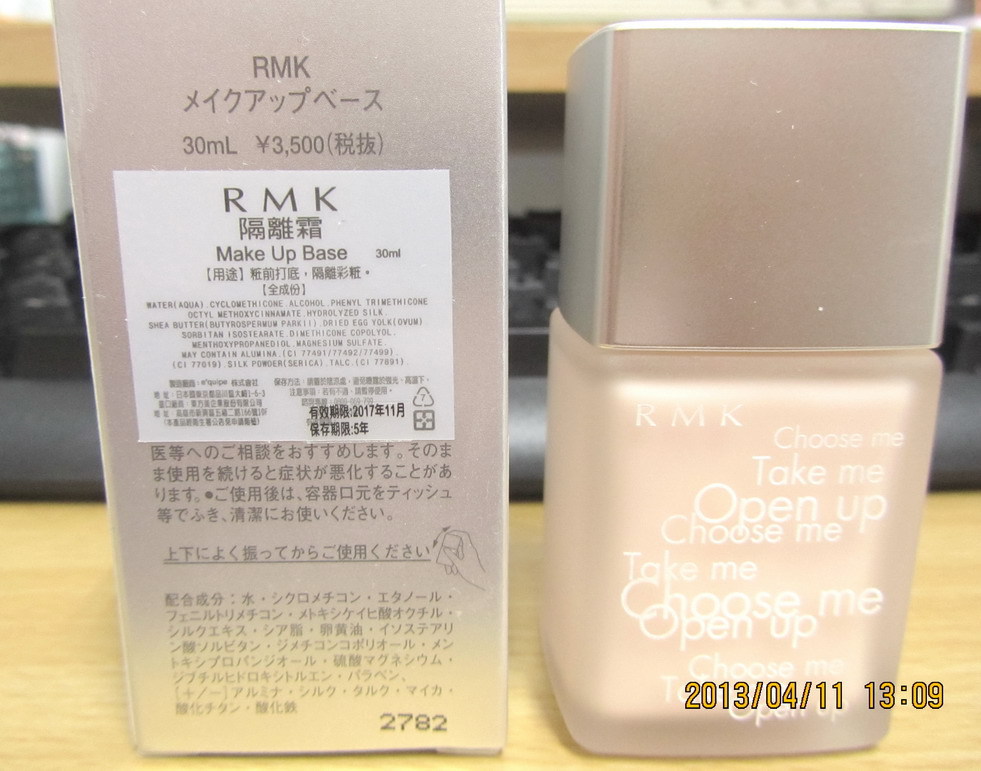 RMK
メイクアップベース
30mL ¥3,500(税抜)
RMK
隔離霜
Make Up Base 30ml
【用途】粧前打底，隔離彩粧。
【全成份】
WATER(AQUA).CYCLOMETHICONE.ALCOHOL.PHENYL TRIMETHICONE
OCTYL METHOXYCINNAMATE.HYDROLYZED SILK.
SHEA BUTTER(BUTYROSPERMUM PARKII).DRIED EGG YOLK(OVUM).
SORBITAN ISOSTEARATE.DIMETHICONE COPOLYOL.
MENTHOXYPROPANEDIOL.MAGNESIUM SULFATE.
MAY CONTAIN ALUMINA.(CI 77491/77492/77499).
(CI 77019).SILK POWDER(SERICA).TALC.(CI 77891).
製造廠商：e'quipe 株式會社
有效期限:2017年11月
保存期限:5年
7
医等へのご相談をおすすめします。そのま
ま使用を続けると症状が悪化することがあ
ります。●ご使用後は、容器口元をティッシュ
等でふき、清潔にお使いください。
上下によく振ってからご使用ください
配合成分：水・シクロメチコン・エタノール・
フェニルトリメチコン・メトキシケイヒ酸オクチル・
シルクエキス・シア脂・卵黄油・イソステアリ
ン酸ソルビタン・ジメチコンコポリオール・メン
トキシプロパンジオール・硫酸マグネシウム・
ジブチルヒドロキシトルエン・パラベン、
[＋/－]アルミナ・シルク・タルク・マイカ・
酸化チタン・酸化鉄
2782
RMK
Choose me
Take me
Open up
Choose me
Take me
Choose me
Open up
Choose me
Open up
2013/04/11 13:09